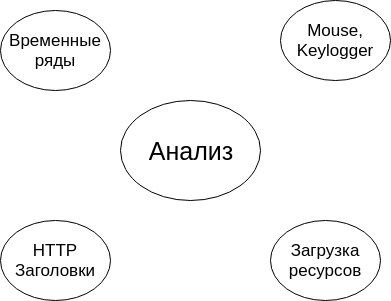 Временные
ряды
Mouse,
Keylogger
Анализ
HTTP
Заголовки
Загрузка
ресурсов